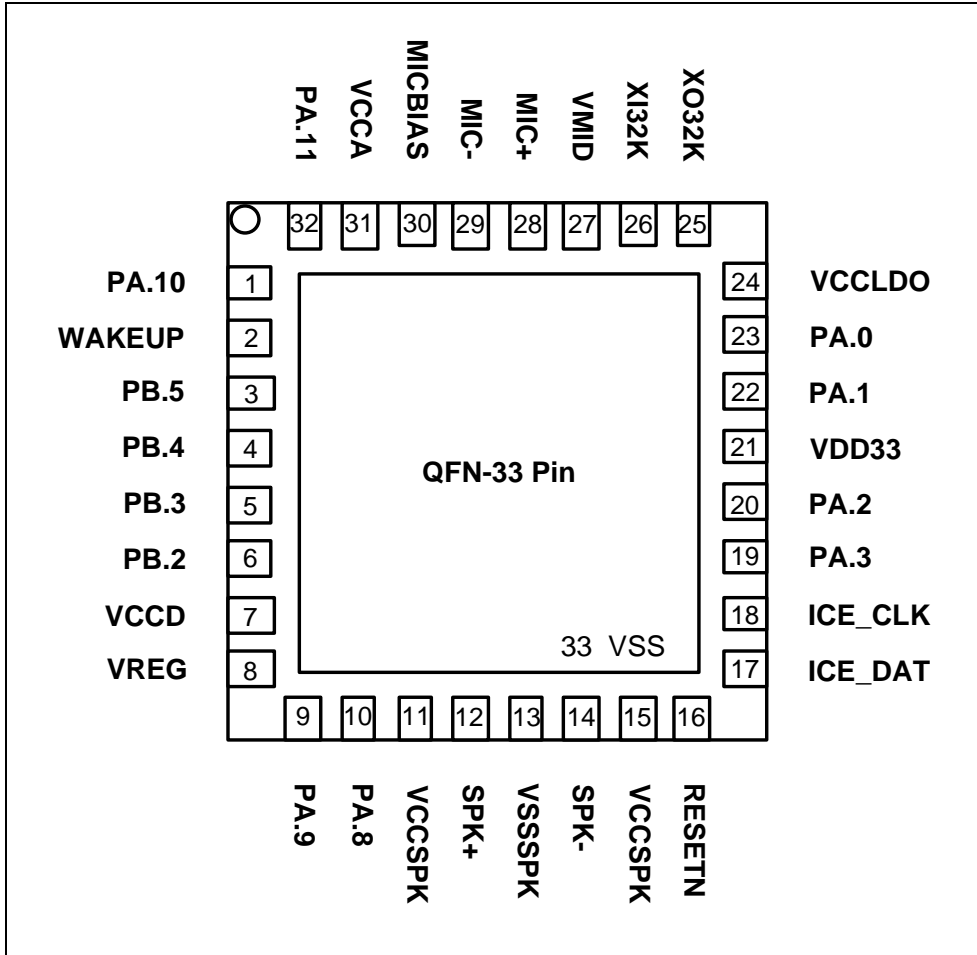 PA.11
VCCA
MICBIAS
MIC-
MIC+
VMID
XI32K
XO32K
32
31
30
29
28
27
26
25
PA.10
1
WAKEUP
2
PB.5
3
PB.4
4
PB.3
5
PB.2
6
VCCD
7
VREG
8
QFN-33 Pin
33 VSS
24
VCCLDO
23
PA.0
22
PA.1
21
VDD33
20
PA.2
19
PA.3
18
ICE_CLK
17
ICE_DAT
9
10
11
12
13
14
15
16
PA.9
PA.8
VCCSPK
SPK+
VSSSPK
SPK-
VCCSPK
RESETN